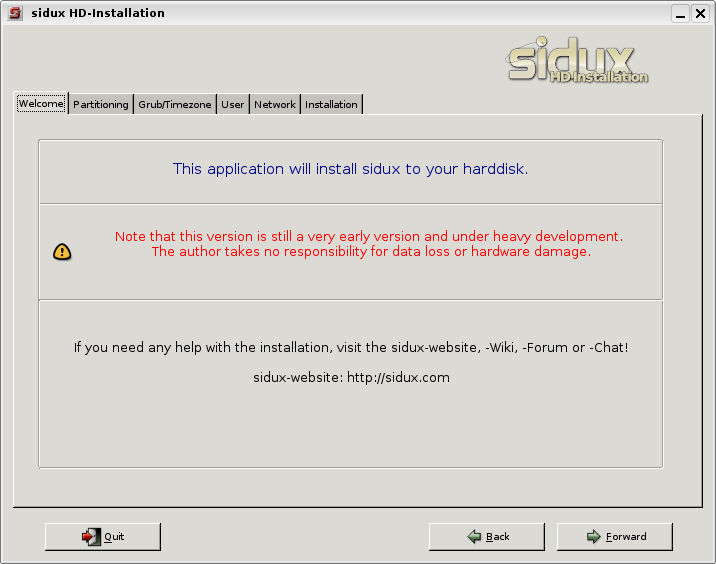 sidux HD-Installation
sidux
HD-Installation
Welcome Partitioning Grub/Timezone User Network Installation
This application will install sidux to your harddisk.
Note that this version is still a very early version and under heavy development.
The author takes no responsibility for data loss or hardware damage.
If you need any help with the installation, visit the sidux-website, -Wiki, -Forum or -Chat!
sidux-website: http://sidux.com
Quit Back Forward